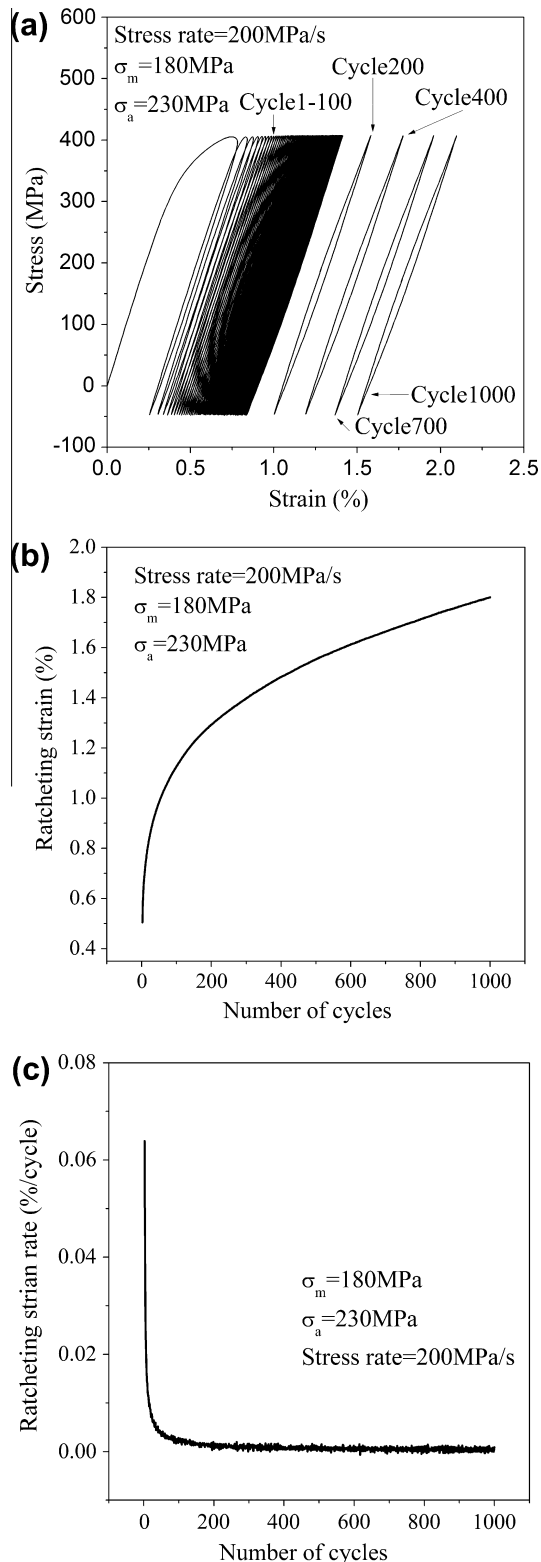 (a)
Stress rate=200MPa/s
σm=180MPa
σa=230MPa
Cycle1-100
Cycle200
Cycle400
Cycle1000
Cycle700
600
500
400
300
200
100
0
-100
Stress (MPa)
0.0 0.5 1.0 1.5 2.0 2.5
Strain (%)
(b)
Stress rate=200MPa/s
σm=180MPa
σa=230MPa
2.0
1.8
1.6
1.4
1.2
1.0
0.8
0.6
0.4
Ratcheting strain (%)
0 200 400 600 800 1000
Number of cycles
(c)
0.08
0.06
0.04
0.02
0.00
Ratcheting strian rate (%/cycle)
σm=180MPa
σa=230MPa
Stress rate=200MPa/s
0 200 400 600 800 1000
Number of cycles